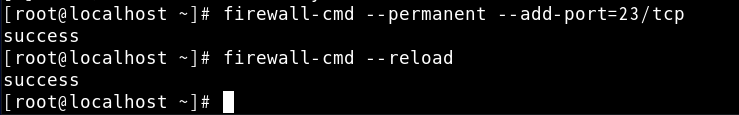 [root@localhost ~]# firewall-cmd --permanent --add-port=23/tcp
success
[root@localhost ~]# firewall-cmd --reload
success
[root@localhost ~]#